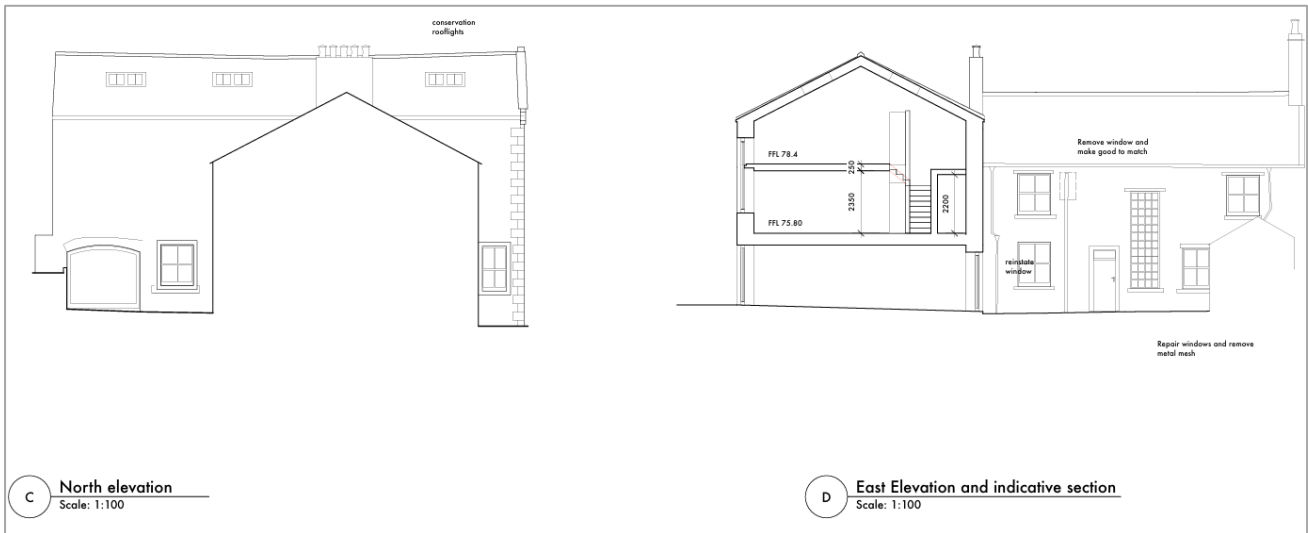 conservation
rooflights
Remove window and
make good to match
FFL 78.4
250
2350
2200
FFL 75.80
reinstate
window
Repair windows and remove
metal mesh
C
North elevation
Scale: 1:100
D
East Elevation and indicative section
Scale: 1:100